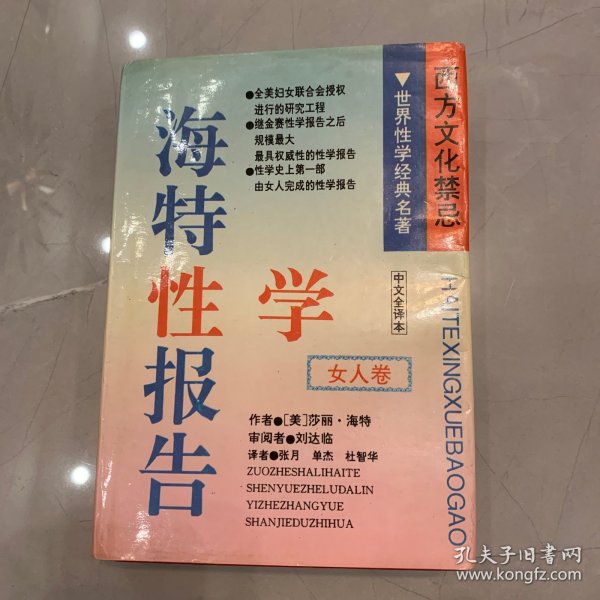 西方文化禁忌
▼世界性学经典名著
●全美妇女联合会授权
进行的研究工程
●继金赛性学报告之后
规模最大
最具权威性的性学报告
●性学史上第一部
由女人完成的性学报告
海特性学报告
中文全译本
女人卷
HAITEXINGXUEBAOGAO
作者●[美]莎丽·海特
审阅者●刘达临
译者●张月 单杰 杜智华
ZUOZHESHALIHAITE
SHENYUEZHELUDALIN
YIZHEZHANGYUE
SHANJIEDUZHIHUA
孔夫子旧书网
www.kongfz.com